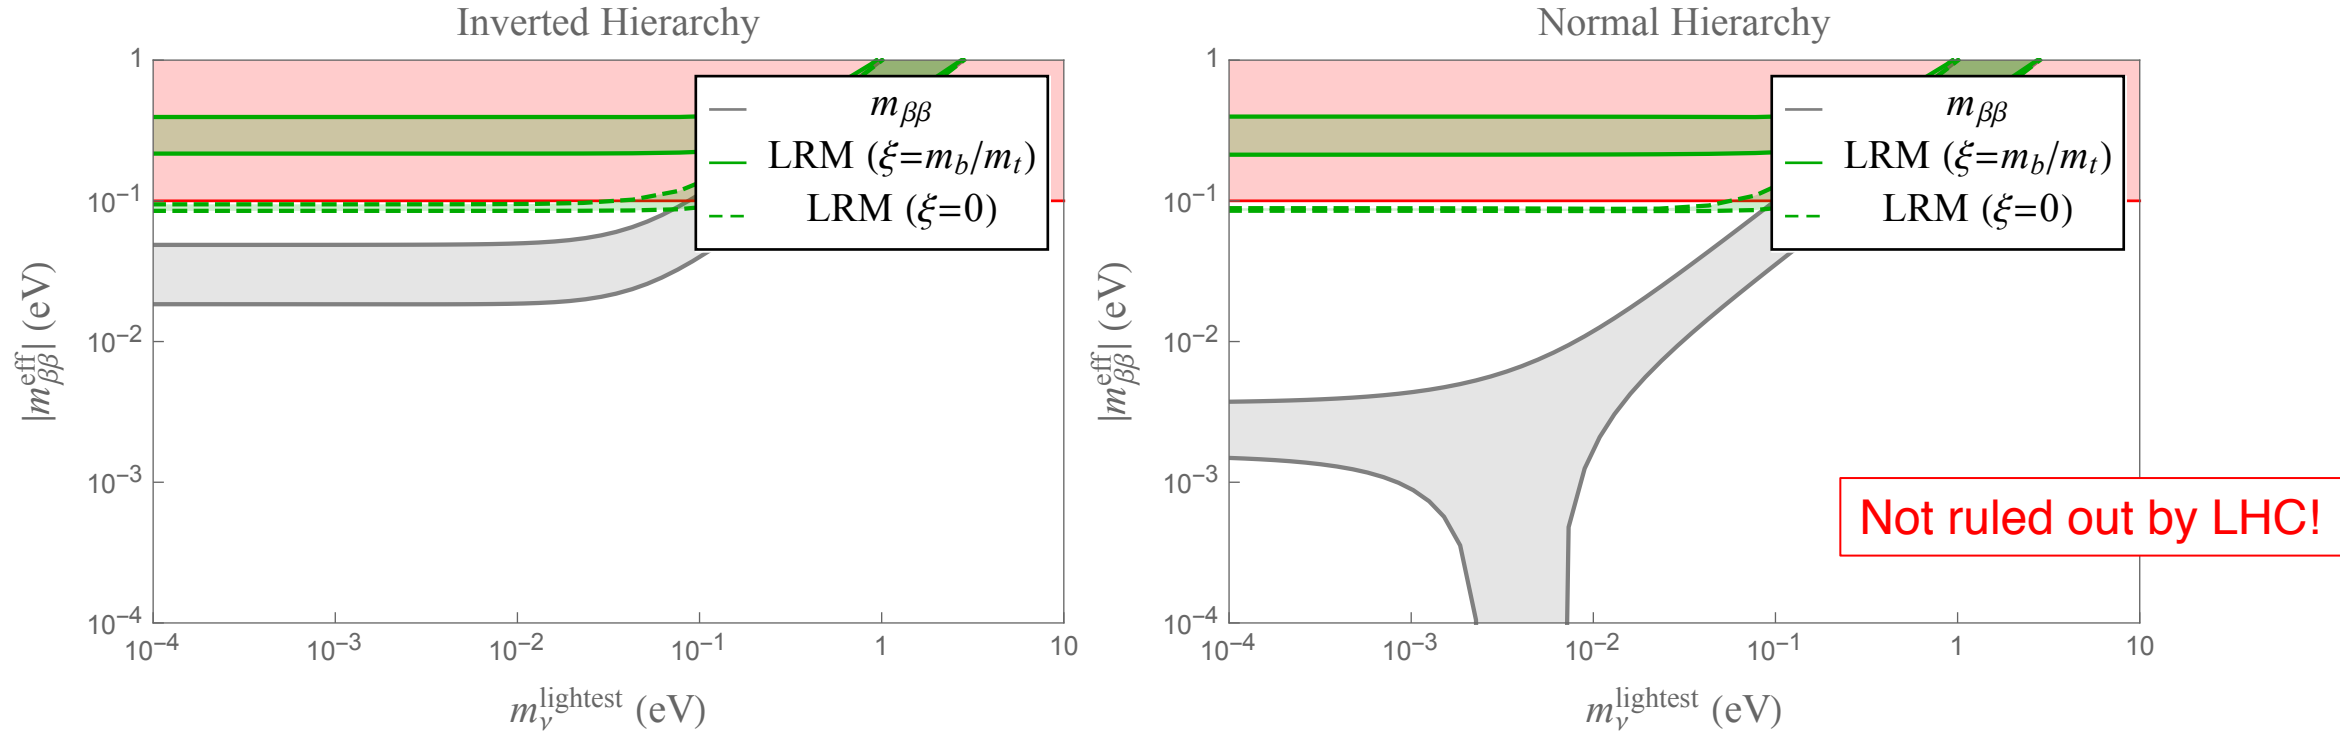 Inverted Hierarchy
1
10⁻¹
10⁻²
10⁻³
10⁻⁴
|m_ββ^eff| (eV)
m_ββ
LRM (ξ=m_b/m_t)
LRM (ξ=0)
10⁻⁴ 10⁻³ 10⁻² 10⁻¹ 1 10
m_ν^lightest (eV)
Normal Hierarchy
1
10⁻¹
10⁻²
10⁻³
10⁻⁴
|m_ββ^eff| (eV)
m_ββ
LRM (ξ=m_b/m_t)
LRM (ξ=0)
Not ruled out by LHC!
10⁻⁴ 10⁻³ 10⁻² 10⁻¹ 1 10
m_ν^lightest (eV)